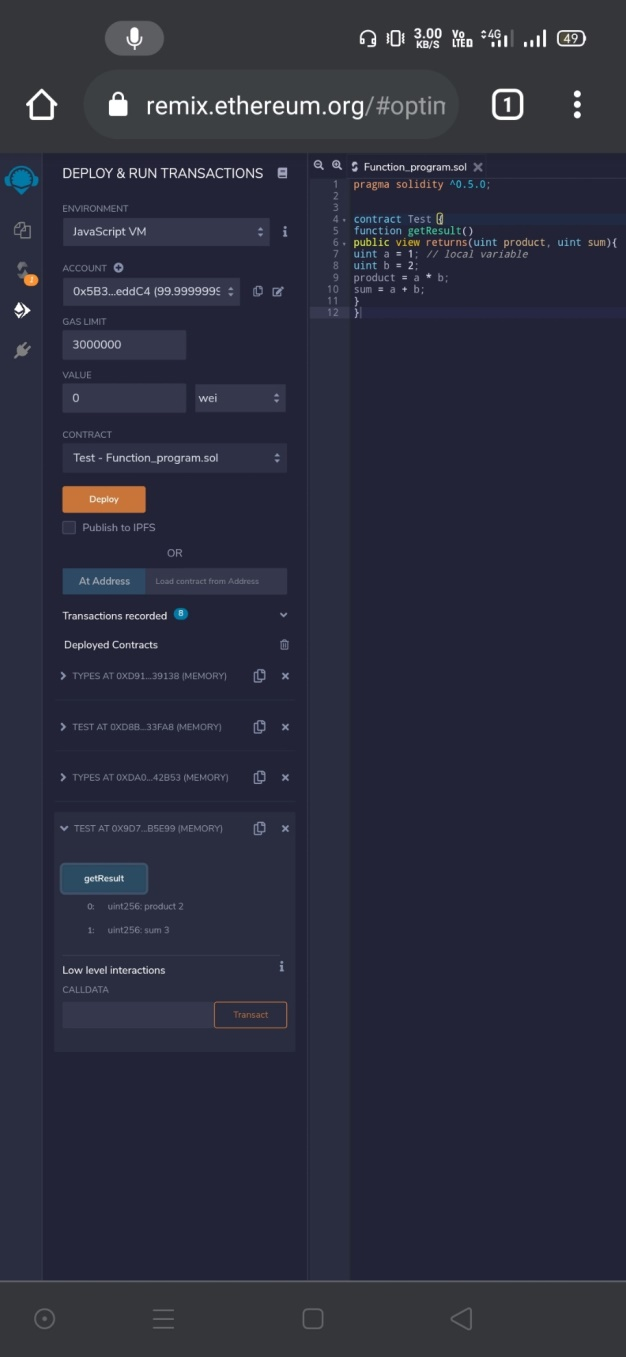 3.00
KB/S
Vo
LTED
4G
49
remix.ethereum.org/#optin
1
DEPLOY & RUN TRANSACTIONS
ENVIRONMENT
JavaScript VM
ACCOUNT
0x5B3...eddC4 (99.9999999
GAS LIMIT
3000000
VALUE
0
wei
CONTRACT
Test - Function_program.sol
Deploy
Publish to IPFS
OR
At Address
Load contract from Address
Transactions recorded 8
Deployed Contracts
TYPES AT 0XD91...39138 (MEMORY)
TEST AT 0XD8B...33FA8 (MEMORY)
TYPES AT 0XDA0...42B53 (MEMORY)
TEST AT 0X9D7...B5E99 (MEMORY)
getResult
0: uint256: product 2
1: uint256: sum 3
Low level interactions
CALLDATA
Transact
Function_program.sol
1 pragma solidity ^0.5.0;
2
3
4 contract Test {
5 function getResult()
6 public view returns(uint product, uint sum){
7 uint a = 1; // local variable
8 uint b = 2;
9 product = a * b;
10 sum = a + b;
11 }
12 }